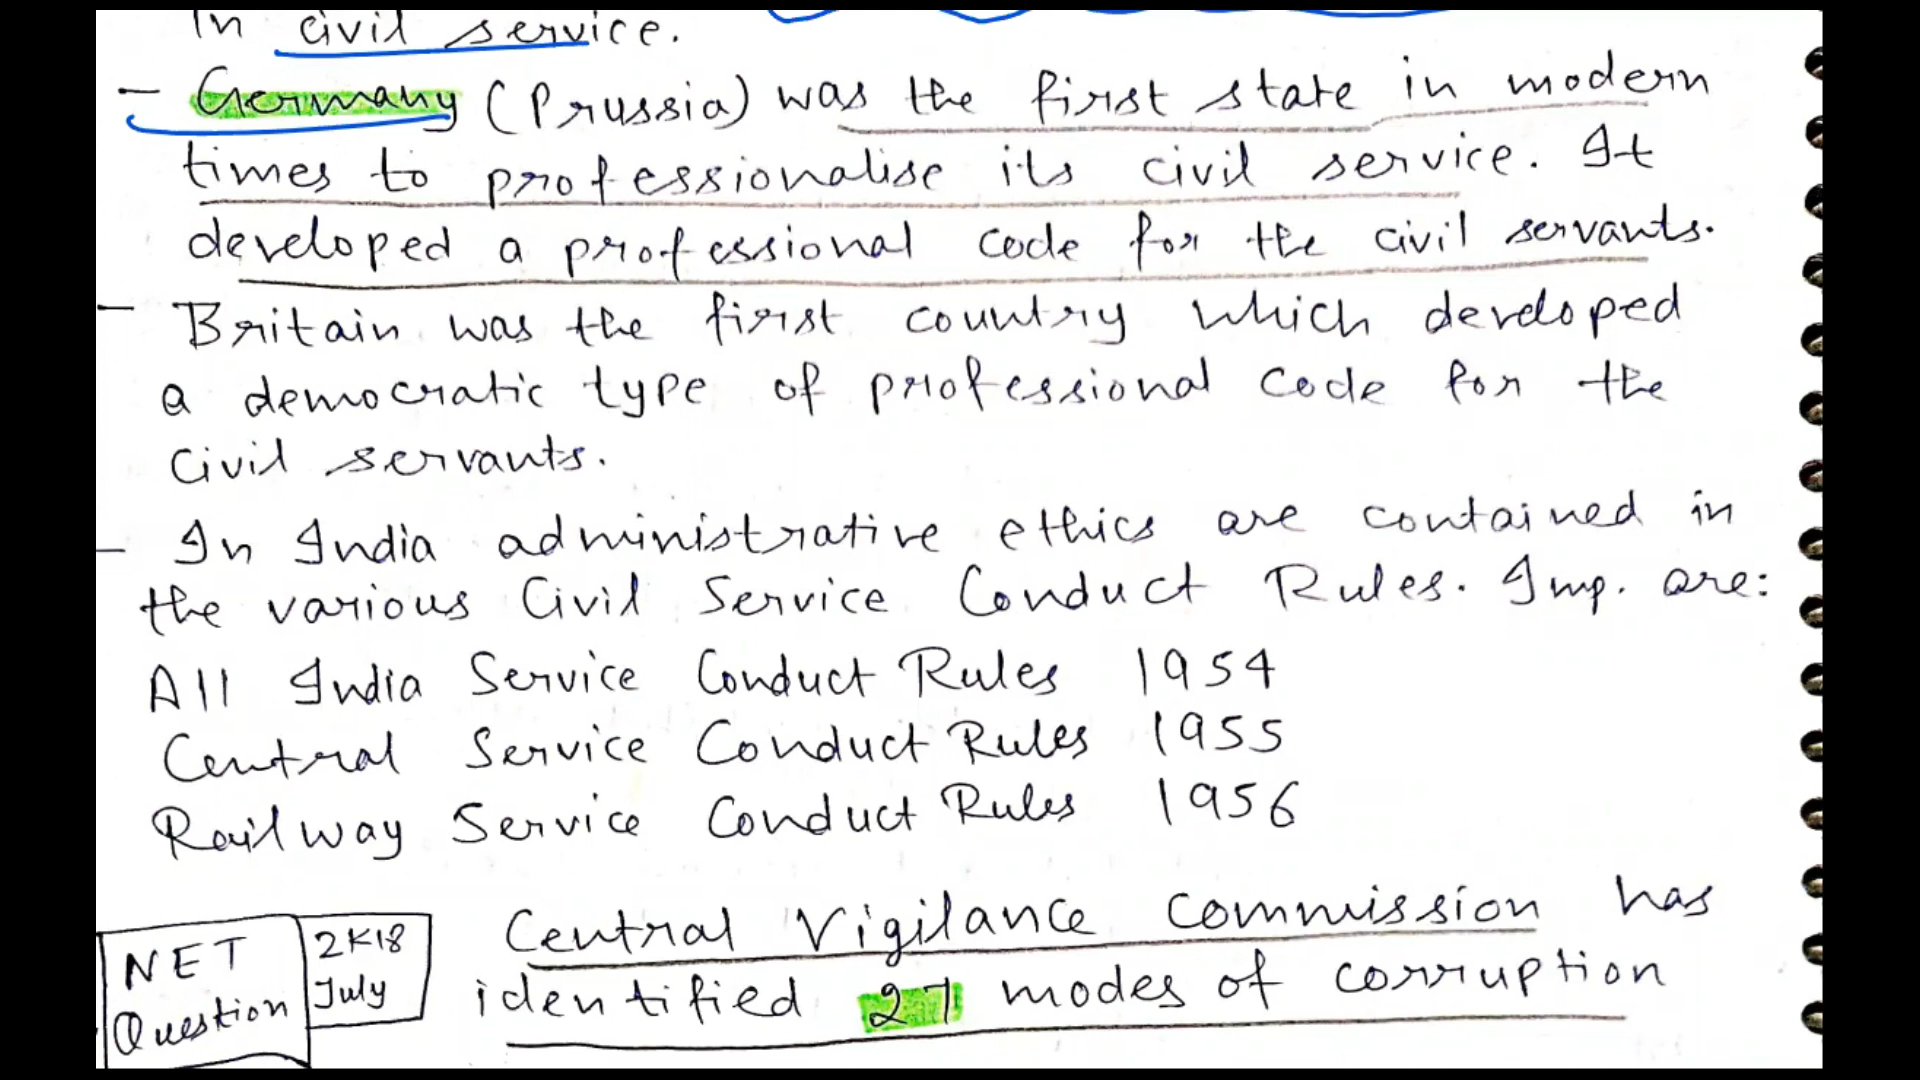 in civil service.
- Germany (Prussia) was the first state in modern
times to professionalise its civil service. It
developed a professional code for the civil servants.
- Britain was the first country which developed
a democratic type of professional code for the
civil servants.
- In India administrative ethics are contained in
the various Civil Service Conduct Rules. Imp. are:
All India Service Conduct Rules 1954
Central Service Conduct Rules 1955
Railway Service Conduct Rules 1956
NET Question
2K18 July
Central Vigilance Commission has
identified 27 modes of corruption